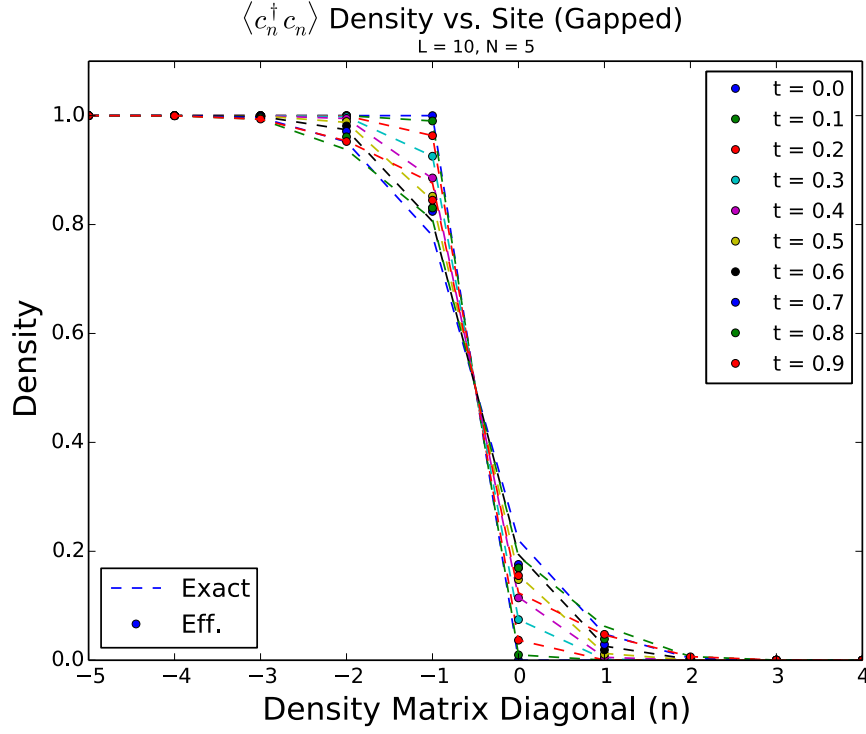 ⟨c†ₙcₙ⟩ Density vs. Site (Gapped)
L = 10, N = 5
Density
1.0
0.8
0.6
0.4
0.2
0.0
t = 0.0
t = 0.1
t = 0.2
t = 0.3
t = 0.4
t = 0.5
t = 0.6
t = 0.7
t = 0.8
t = 0.9
Exact
Eff.
−5 −4 −3 −2 −1 0 1 2 3 4
Density Matrix Diagonal (n)